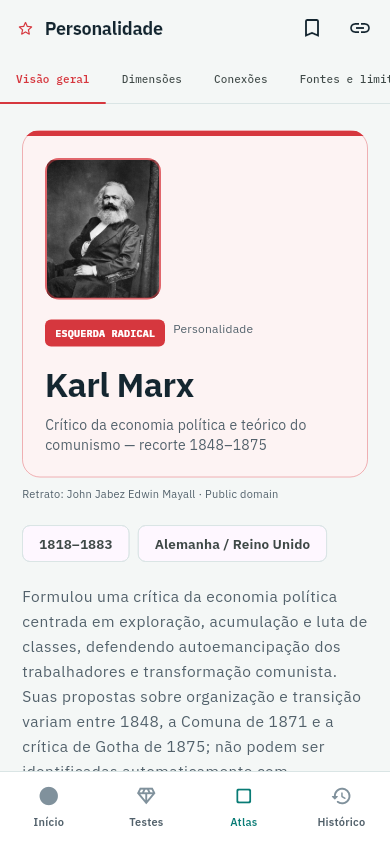 Personalidade
Visão geral
Dimensões
Conexões
Fontes e limit
ESQUERDA RADICAL
Personalidade
Karl Marx
Crítico da economia política e teórico do
comunismo — recorte 1848–1875
Retrato: John Jabez Edwin Mayall · Public domain
1818–1883
Alemanha / Reino Unido
Formulou uma crítica da economia política
centrada em exploração, acumulação e luta de
classes, defendendo autoemancipação dos
trabalhadores e transformação comunista.
Suas propostas sobre organização e transição
variam entre 1848, a Comuna de 1871 e a
crítica de Gotha de 1875; não podem ser
identificadas automaticamente com
Início
Testes
Atlas
Histórico